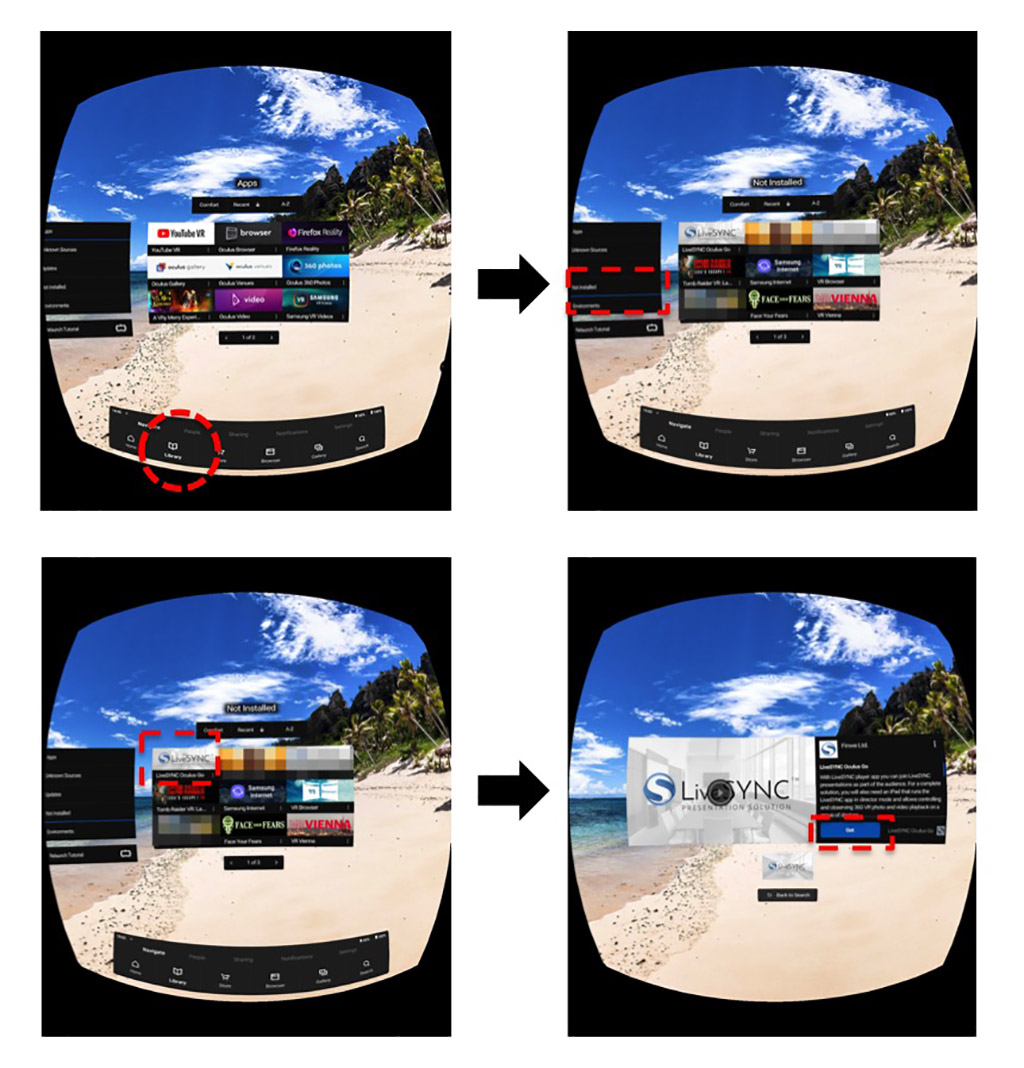 Apps
Comfort Recent A-Z
YouTube VR browser Firefox Reality
Apps
YouTube VR Oculus Browser Firefox Reality
Unknown Sources
oculus gallery oculus venues 360 photos
Updates
Oculus Gallery Oculus Venues Oculus 360 Photos
Not Installed
video VR SAMSUNG
Environments
A Very Merry Experi... Oculus Video Samsung VR Videos
Relaunch Tutorial
< 1 of 2 >
Navigate People Sharing Notifications Settings
Home Library Store Browser Gallery Search
Not Installed
Comfort Recent A-Z
LiveSYNC
Apps
LiveSYNC Oculus Go
Unknown Sources
Samsung Internet
Tomb Raider VR: La... Samsung Internet VR Browser
Not Installed
FACE YOUR FEARS VIENNA
Environments
Face Your Fears VR Vienna
Relaunch Tutorial
< 1 of 3 >
Navigate People Sharing Notifications Settings
Home Library Store Browser Gallery Search
Not Installed
Comfort Recent A-Z
LiveSYNC
Apps
LiveSYNC Oculus Go
Unknown Sources
Samsung Internet
Updates
Tomb Raider VR: La... Samsung Internet VR Browser
Not Installed
FACE YOUR FEARS VR VIENNA
Environments
Face Your Fears VR Vienna
Relaunch Tutorial
< 1 of 3 >
Navigate People Sharing Notifications Settings
Home Library Store Browser Gallery Search
Finwe Ltd.
LiveSYNC Oculus Go
With LiveSYNC player app you can join LiveSYNC
presentations as part of the audience. For a complete
solution, you will also need an iPad that runs the
LiveSYNC app in director mode and allows controlling
and observing 360 VR photo and video playback on a
LiveSYNC™
PRESENTATION SOLUTION
Get LiveSYNC Oculus Go
LiveSYNC
Back to Search